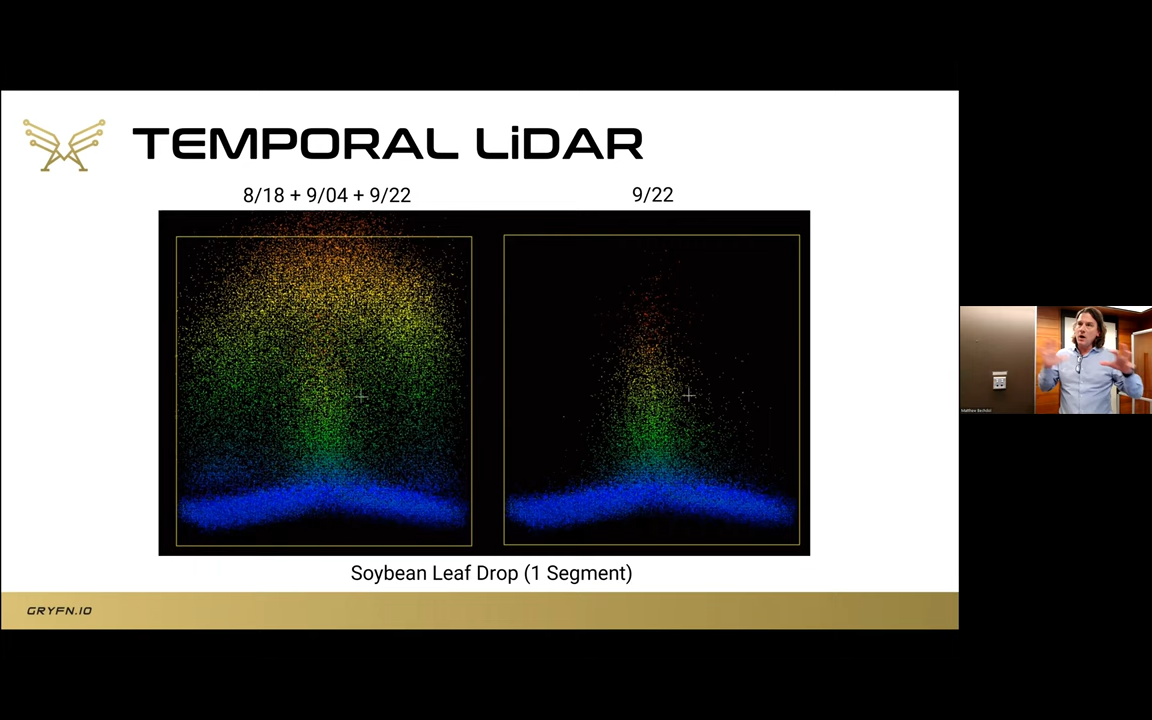 TEMPORAL LiDAR
8/18 + 9/04 + 9/22
9/22
Soybean Leaf Drop (1 Segment)
GRYFN.IO